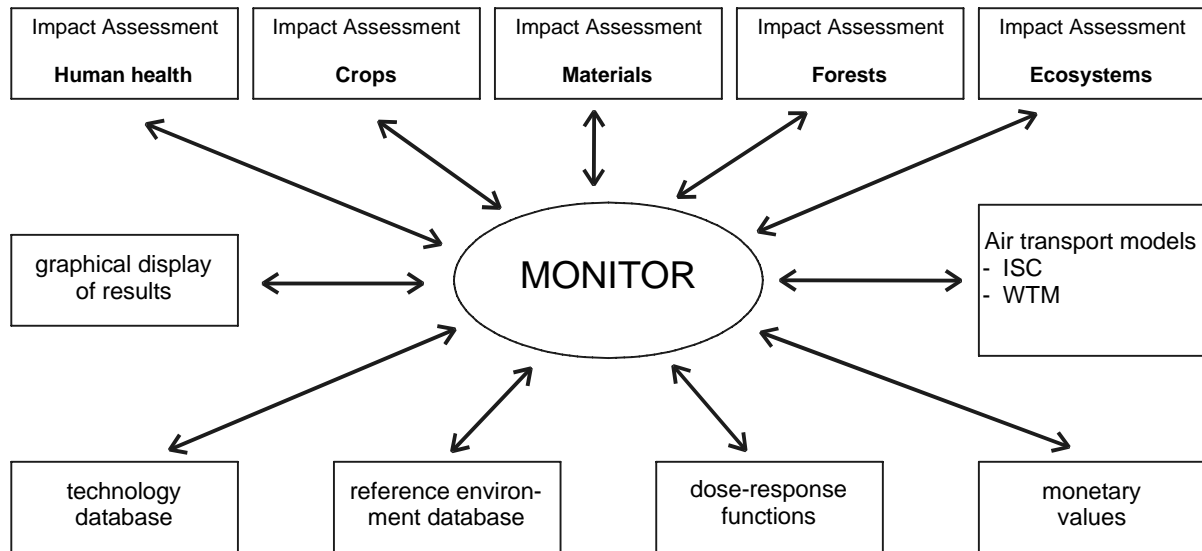 Impact Assessment
Human health
Impact Assessment
Crops
Impact Assessment
Materials
Impact Assessment
Forests
Impact Assessment
Ecosystems
graphical display
of results
MONITOR
Air transport models
- ISC
- WTM
technology
database
reference environ-
ment database
dose-response
functions
monetary
values